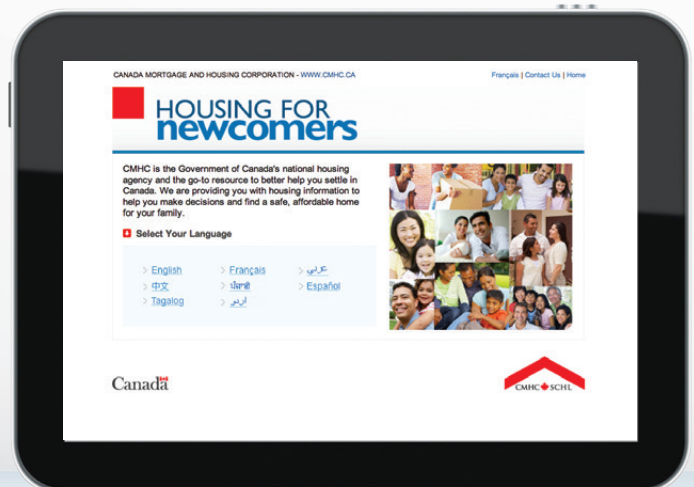 CANADA MORTGAGE AND HOUSING CORPORATION - WWW.CMHC.CA
Français | Contact Us | Home
HOUSING FOR
newcomers
CMHC is the Government of Canada's national housing
agency and the go-to resource to better help you settle in
Canada. We are providing you with housing information to
help you make decisions and find a safe, affordable home
for your family.
Select Your Language
> English > Français > عربي
> 中文 > ਪੰਜਾਬੀ > Español
> Tagalog > اردو
Canada
CMHC SCHL